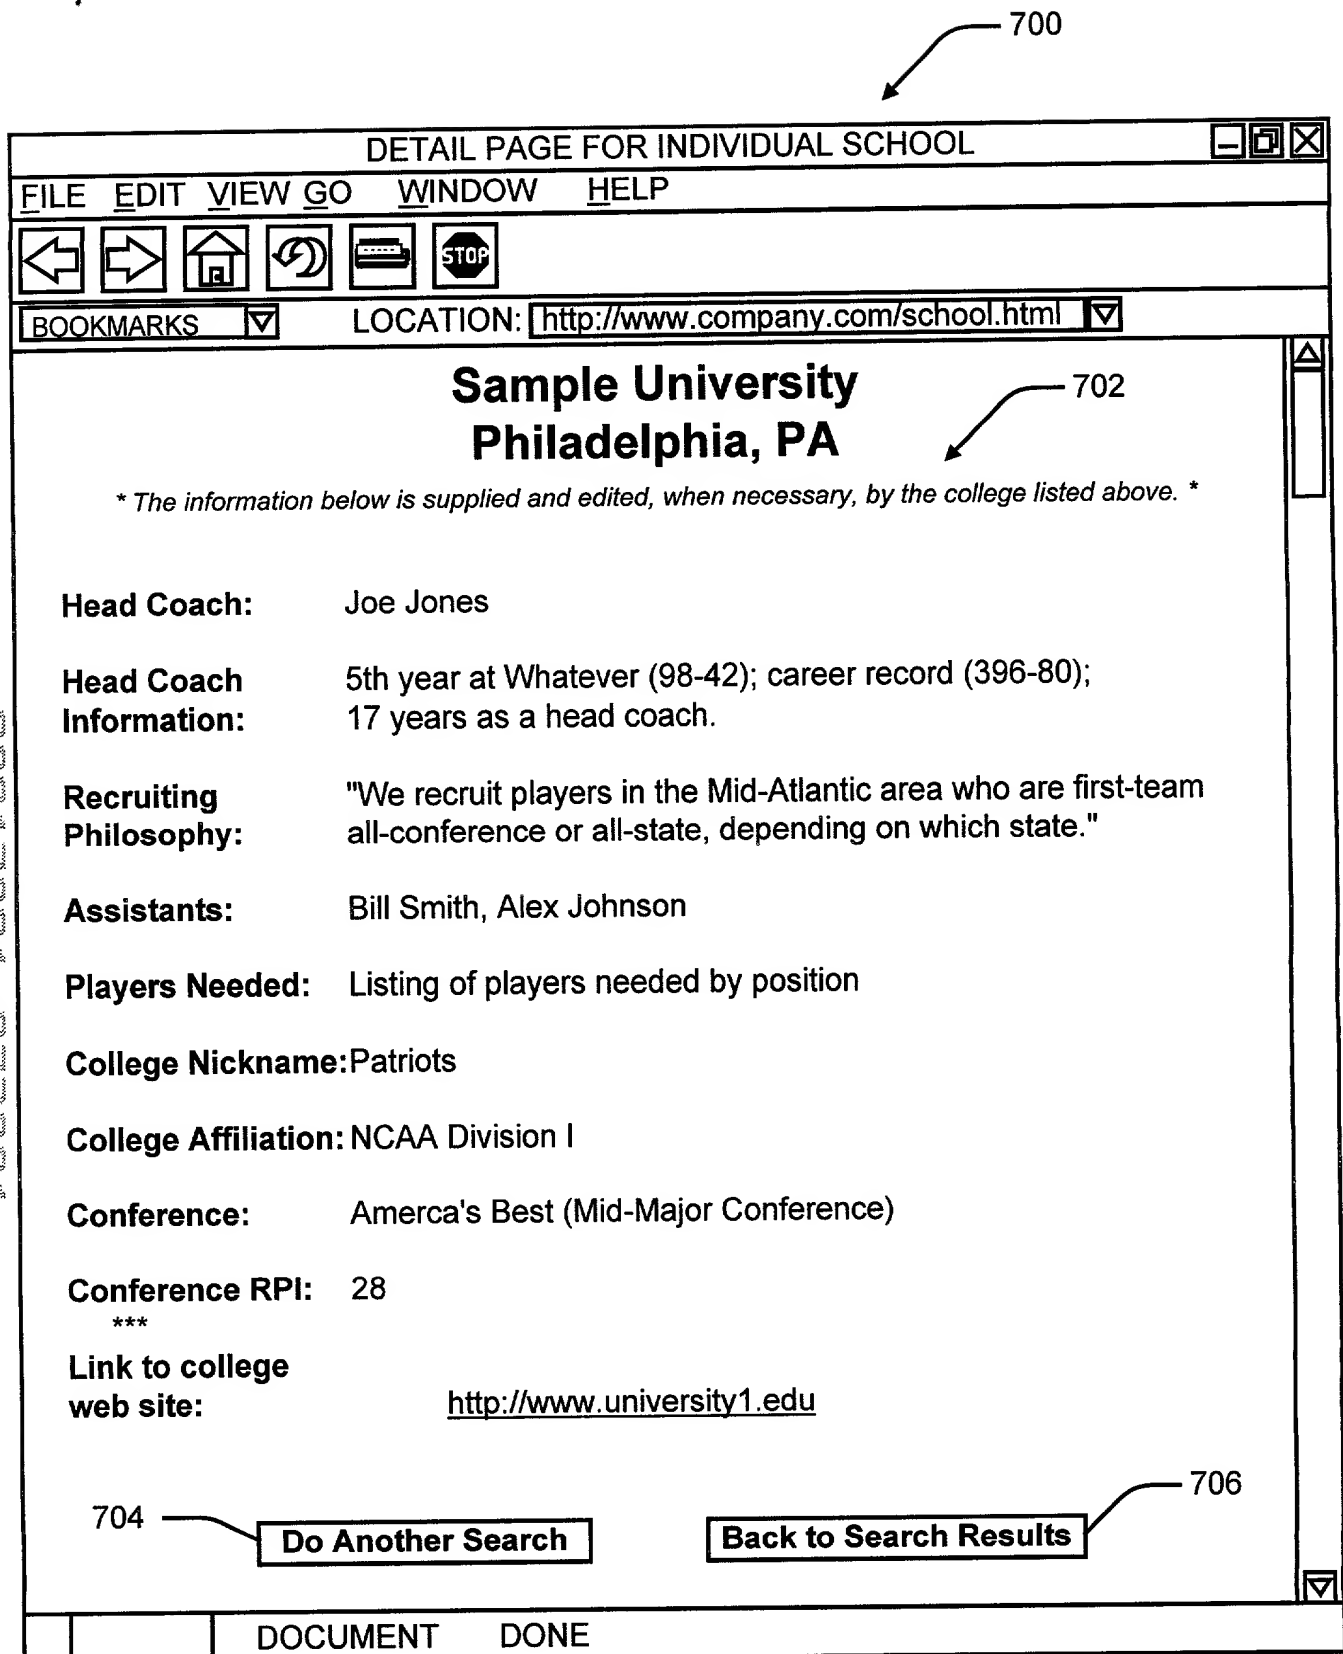 700
DETAIL PAGE FOR INDIVIDUAL SCHOOL
FILE EDIT VIEW GO WINDOW HELP
STOP
BOOKMARKS LOCATION: http://www.company.com/school.html
Sample University
702
Philadelphia, PA
* The information below is supplied and edited, when necessary, by the college listed above. *
Head Coach: Joe Jones
Head Coach 5th year at Whatever (98-42); career record (396-80);
Information: 17 years as a head coach.
Recruiting "We recruit players in the Mid-Atlantic area who are first-team
Philosophy: all-conference or all-state, depending on which state."
Assistants: Bill Smith, Alex Johnson
Players Needed: Listing of players needed by position
College Nickname: Patriots
College Affiliation: NCAA Division I
Conference: Amerca's Best (Mid-Major Conference)
Conference RPI: 28
***
Link to college
web site: http://www.university1.edu
706
704
Do Another Search Back to Search Results
DOCUMENT DONE